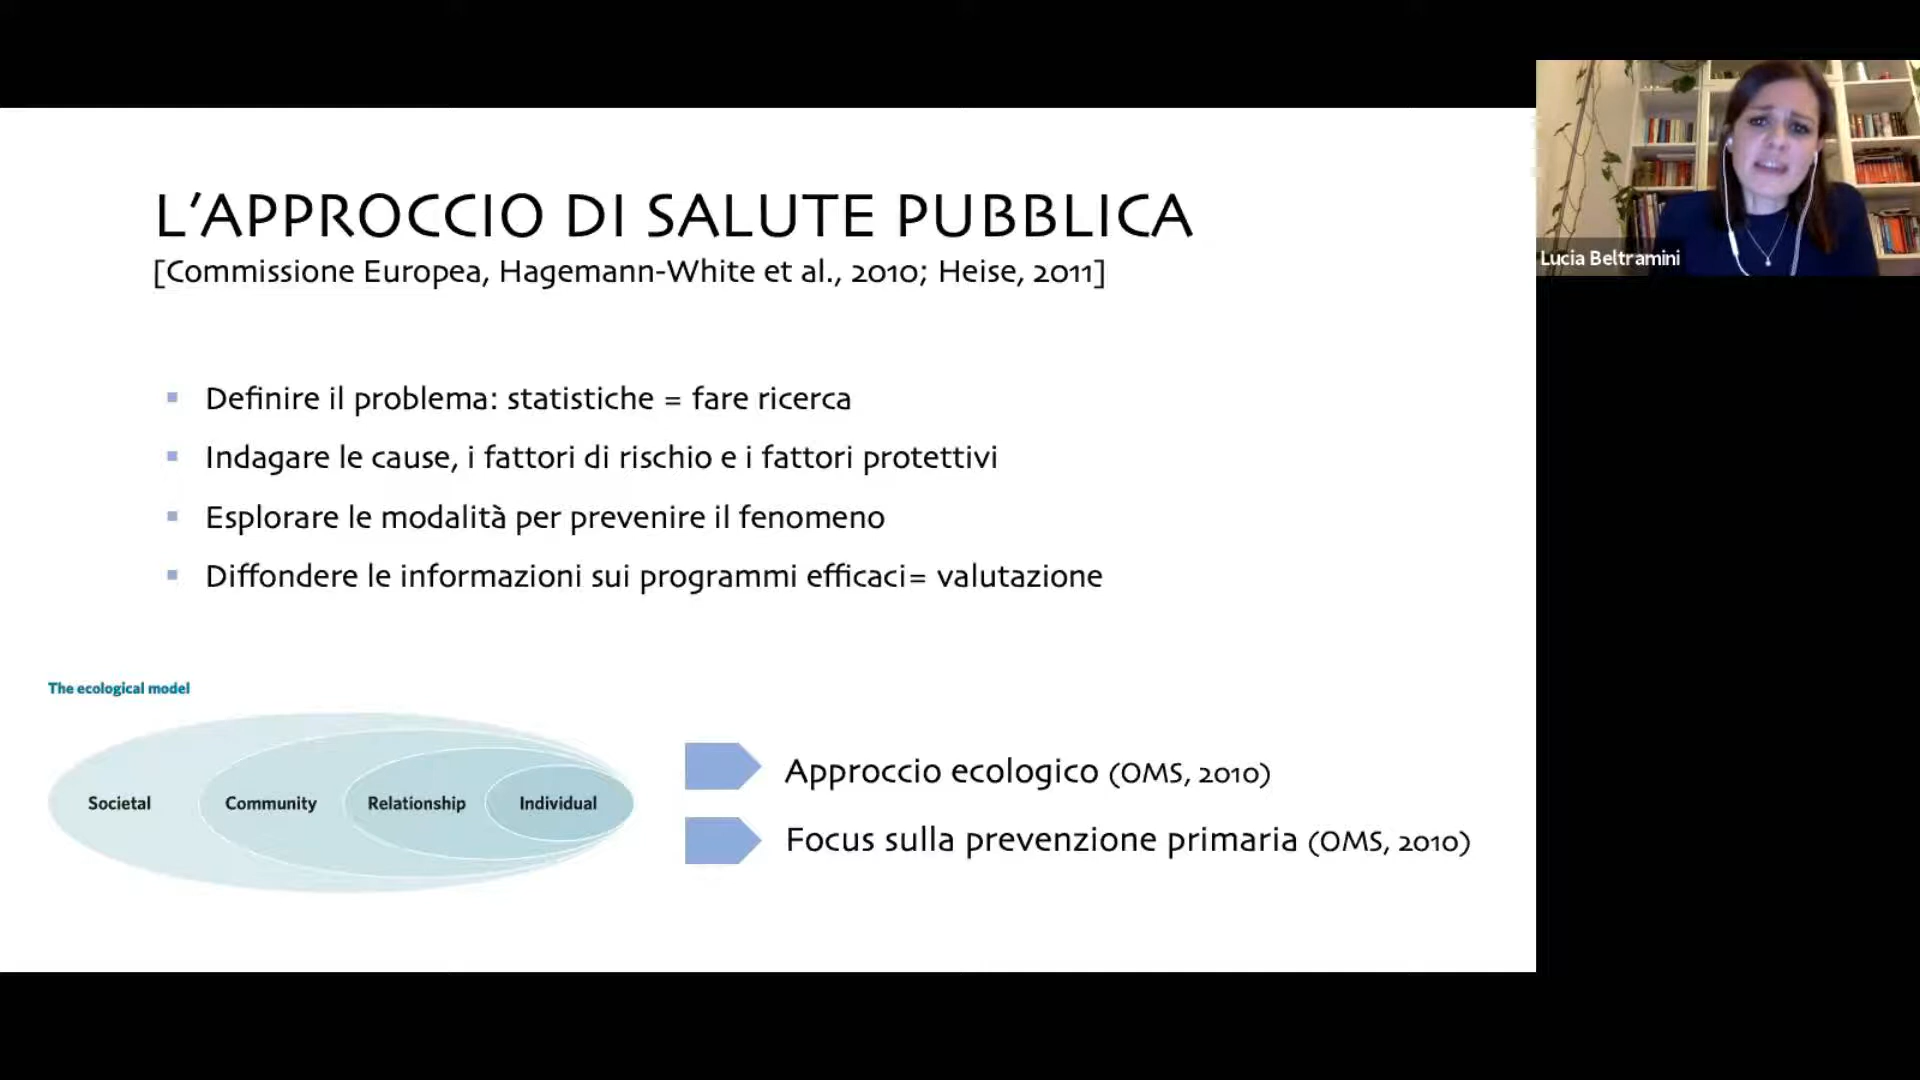 L’APPROCCIO DI SALUTE PUBBLICA
[Commissione Europea, Hagemann-White et al., 2010; Heise, 2011]
Definire il problema: statistiche = fare ricerca
Indagare le cause, i fattori di rischio e i fattori protettivi
Esplorare le modalità per prevenire il fenomeno
Diffondere le informazioni sui programmi efficaci= valutazione
The ecological model
Societal Community Relationship Individual
Approccio ecologico (OMS, 2010)
Focus sulla prevenzione primaria (OMS, 2010)
Lucia Beltramini